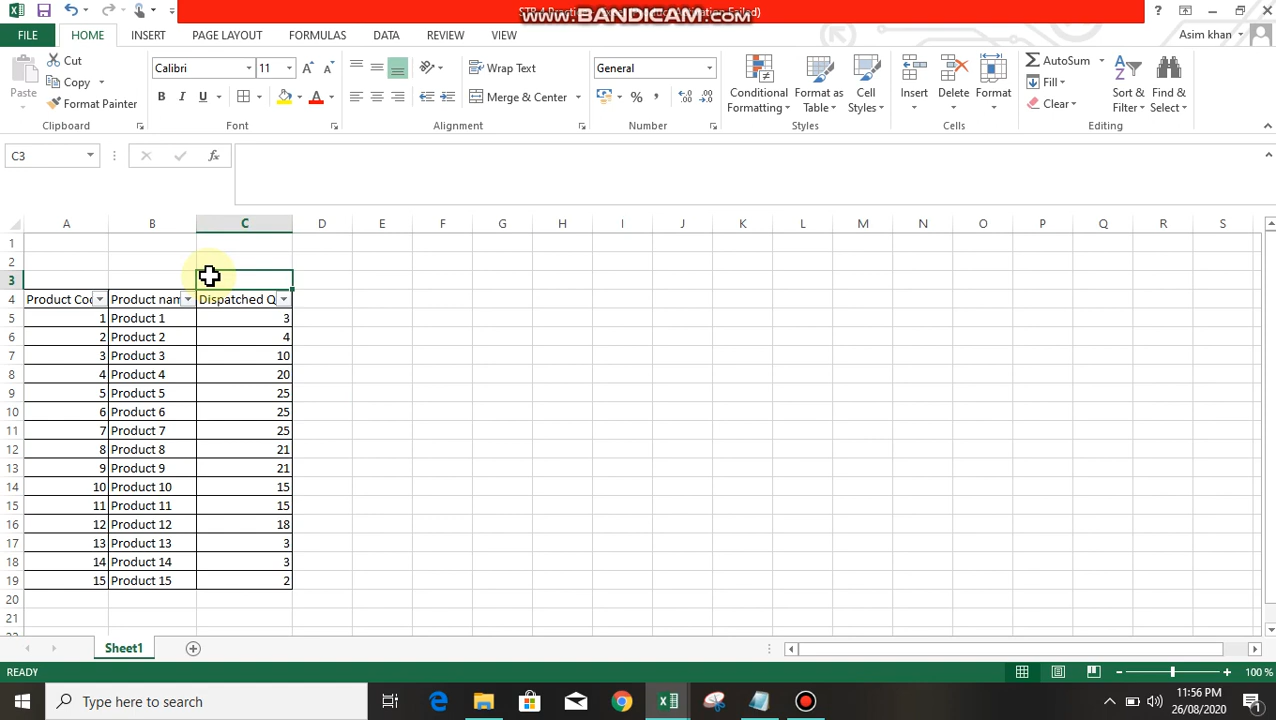 www.BANDICAM.com
FILE HOME INSERT PAGE LAYOUT FORMULAS DATA REVIEW VIEW Asim khan
Paste Cut Copy Format Painter Clipboard
Calibri 11 B I U A Font
Wrap Text Merge & Center Alignment
General % , Number
Conditional Formatting Format as Table Cell Styles Styles
Insert Delete Format Cells
AutoSum Fill Clear Sort & Filter Find & Select Editing
C3 fx
A B C D E F G H I J K L M N O P Q R S
1
2
3
4 Product Co Product nam Dispatched Q
5 1 Product 1 3
6 2 Product 2 4
7 3 Product 3 10
8 4 Product 4 20
9 5 Product 5 25
10 6 Product 6 25
11 7 Product 7 25
12 8 Product 8 21
13 9 Product 9 21
14 10 Product 10 15
15 11 Product 11 15
16 12 Product 12 18
17 13 Product 13 3
18 14 Product 14 3
19 15 Product 15 2
20
21
Sheet1
READY 100 %
Type here to search 11:56 PM
26/08/2020